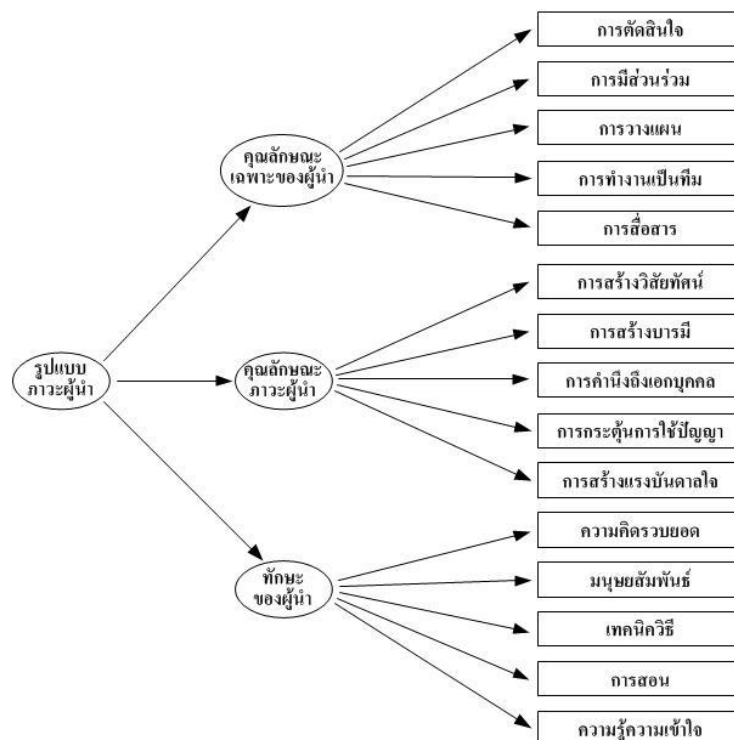 การตัดสินใจ
การมีส่วนร่วม
การวางแผน
การทำงานเป็นทีม
การสื่อสาร
คุณลักษณะ
เฉพาะของผู้นำ
การสร้างวิสัยทัศน์
การสร้างบารมี
การคำนึงถึงเอกบุคคล
การกระตุ้นการใช้ปัญญา
การสร้างแรงบันดาลใจ
รูปแบบ
ภาวะผู้นำ
คุณลักษณะ
ภาวะผู้นำ
ความคิดรวบยอด
มนุษยสัมพันธ์
เทคนิควิธี
การสอน
ความรู้ความเข้าใจ
ทักษะ
ของผู้นำ